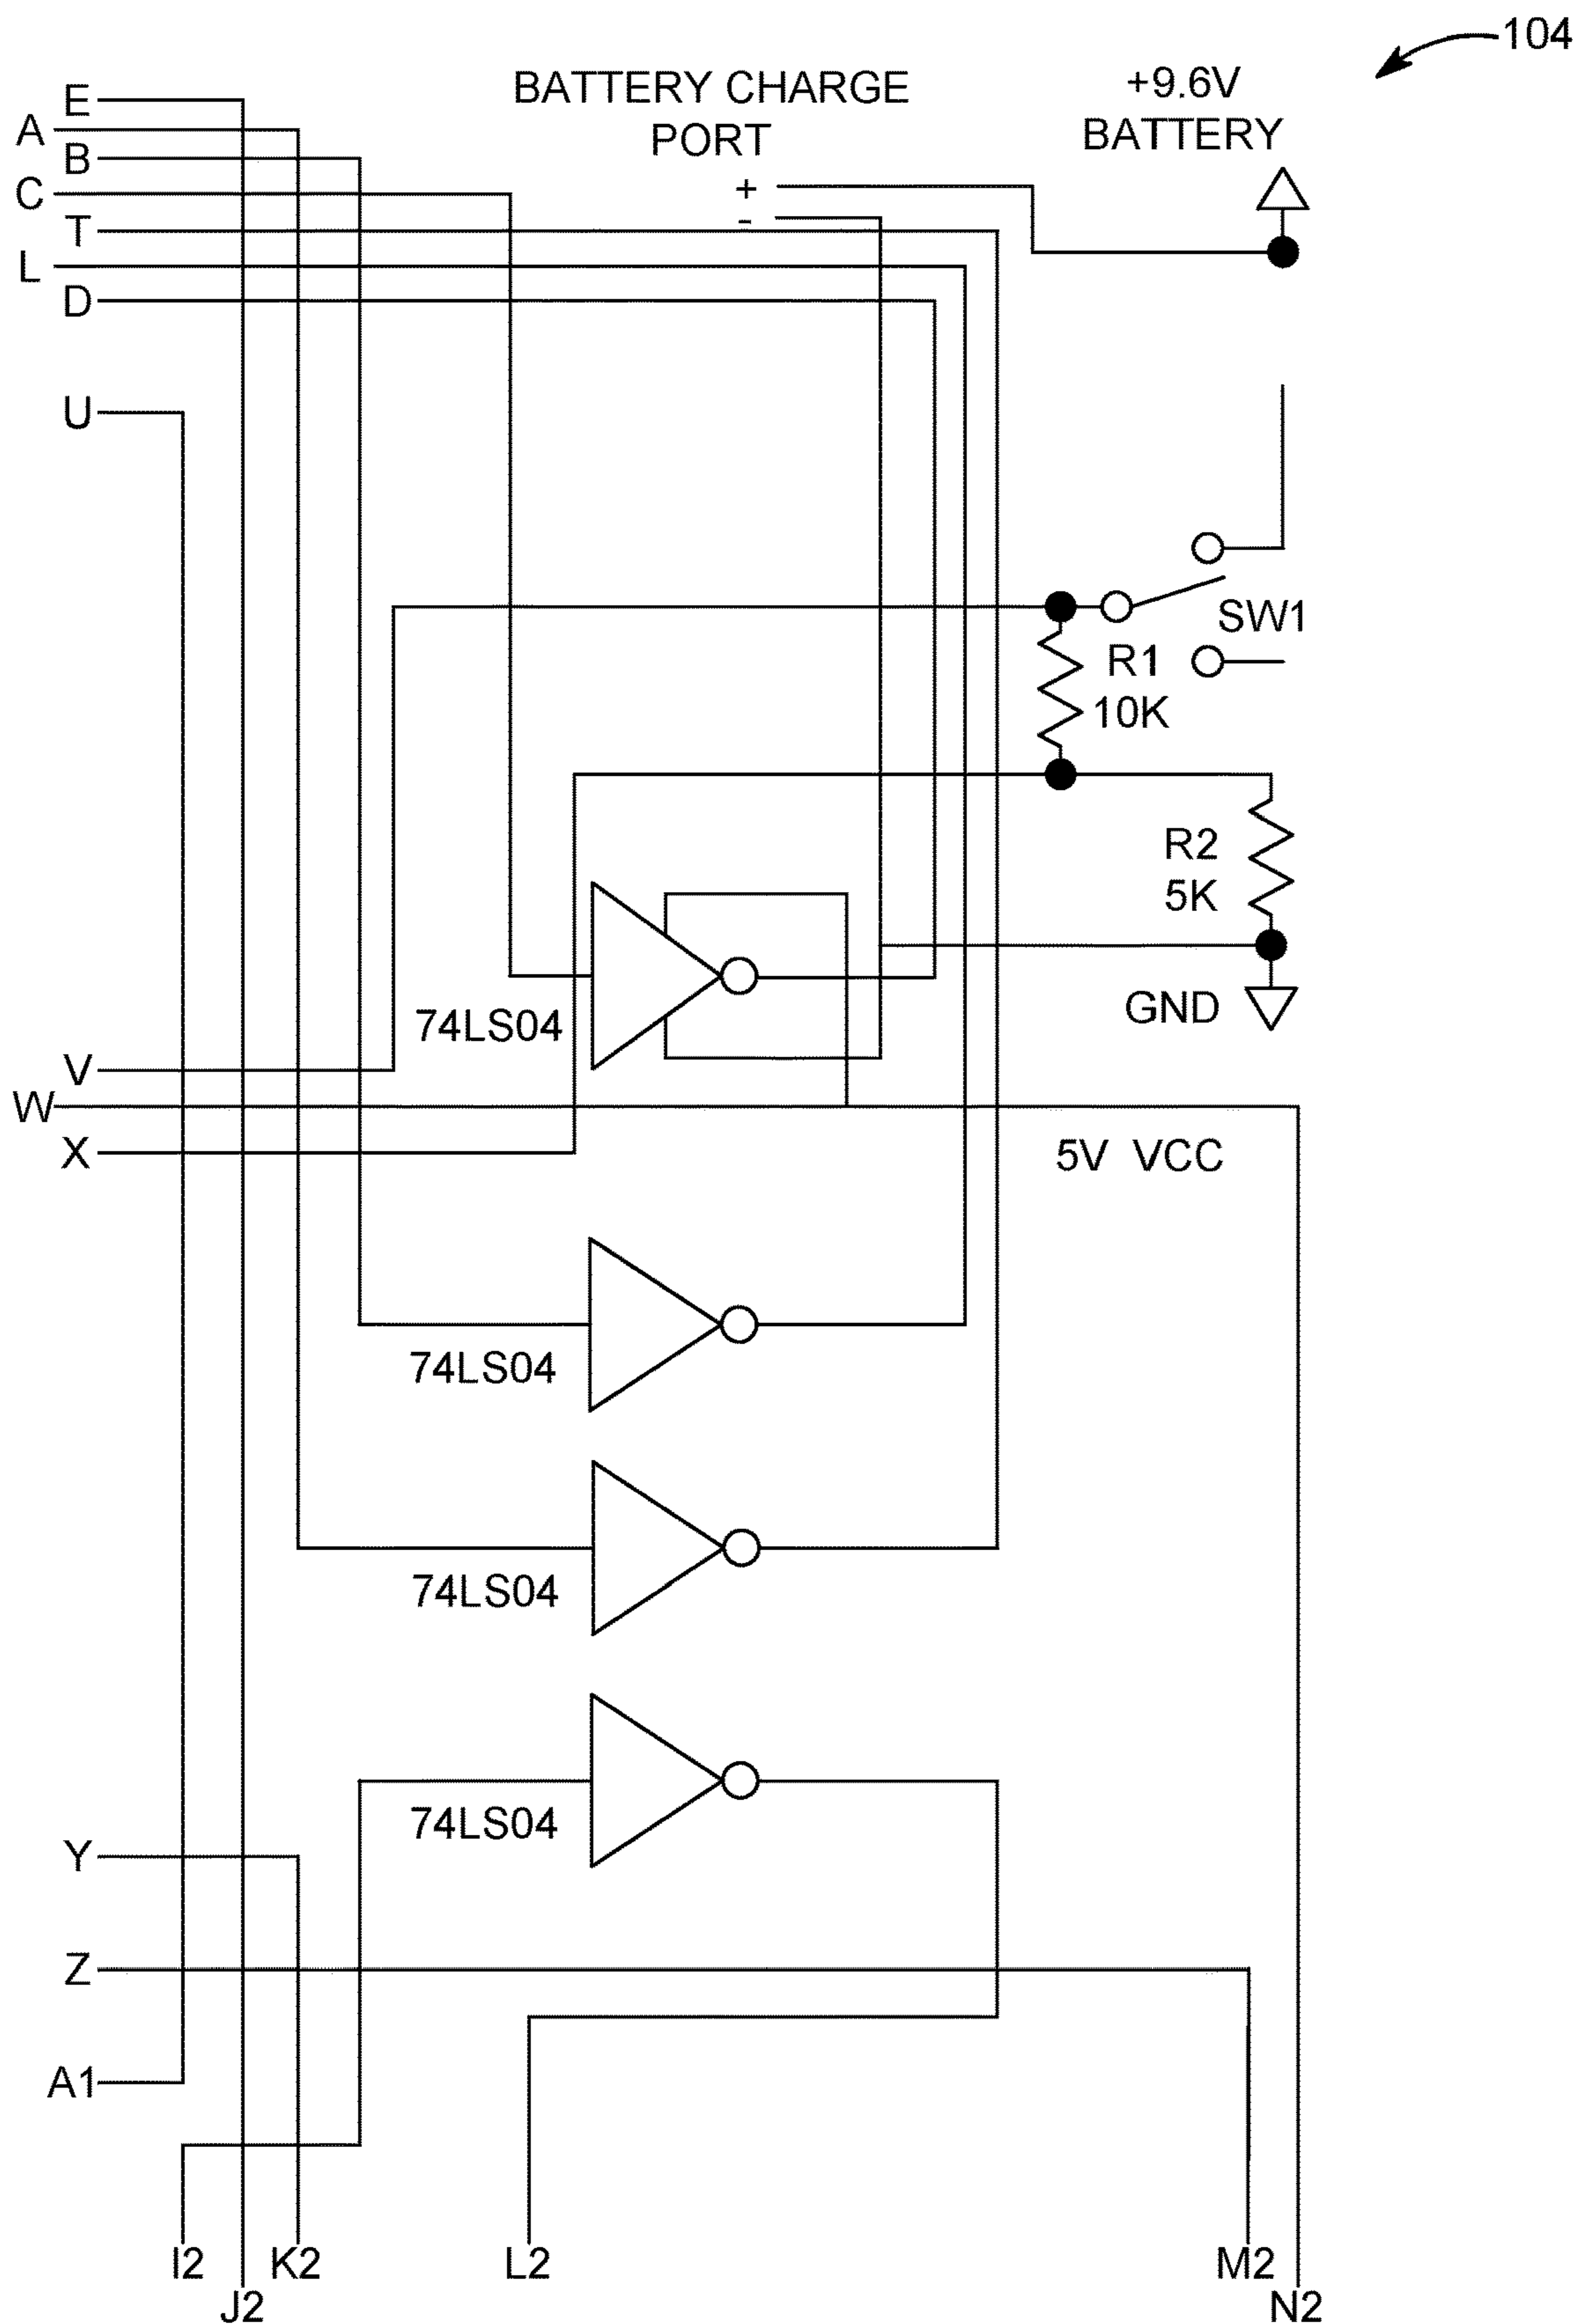 104
BATTERY CHARGE
PORT
+9.6V
BATTERY
E
A
B
C
+
-
T
L
D
U
SW1
R1
10K
R2
5K
GND
74LS04
V
W
X
5V VCC
74LS04
74LS04
74LS04
Y
Z
A1
I2
K2
L2
M2
J2
N2